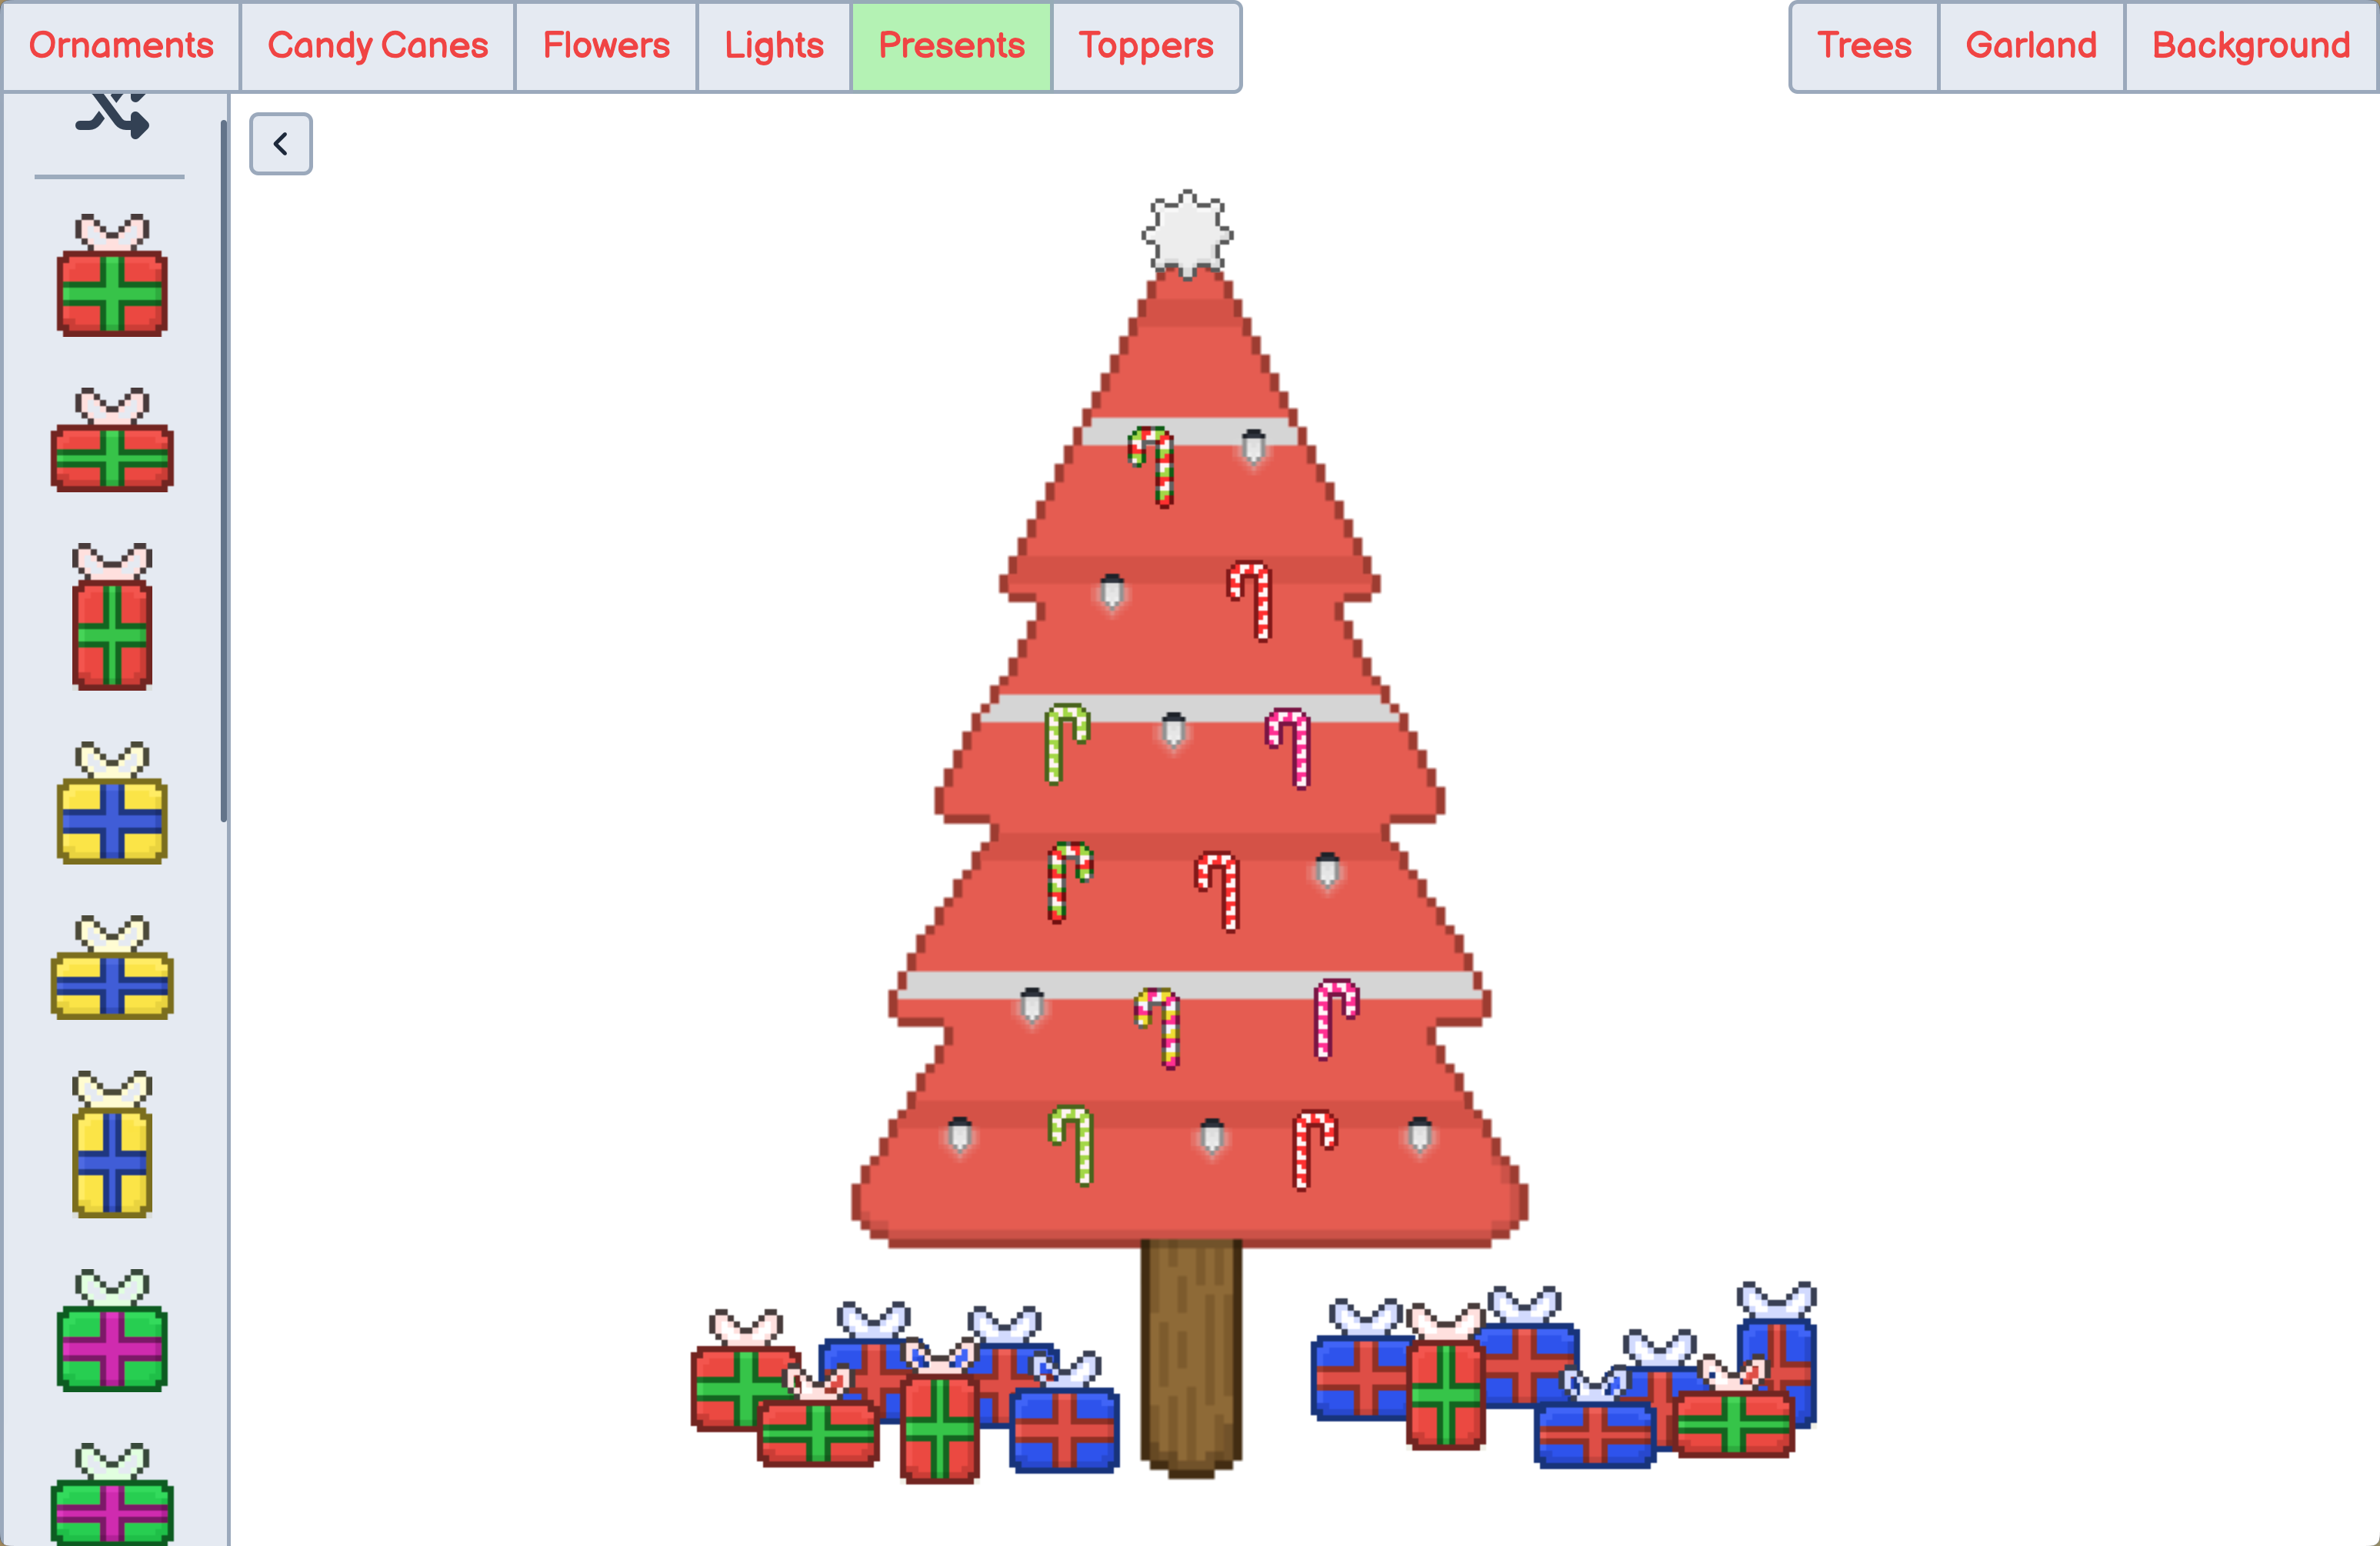 Ornaments
Candy Canes
Flowers
Lights
Presents
Toppers
Trees
Garland
Background